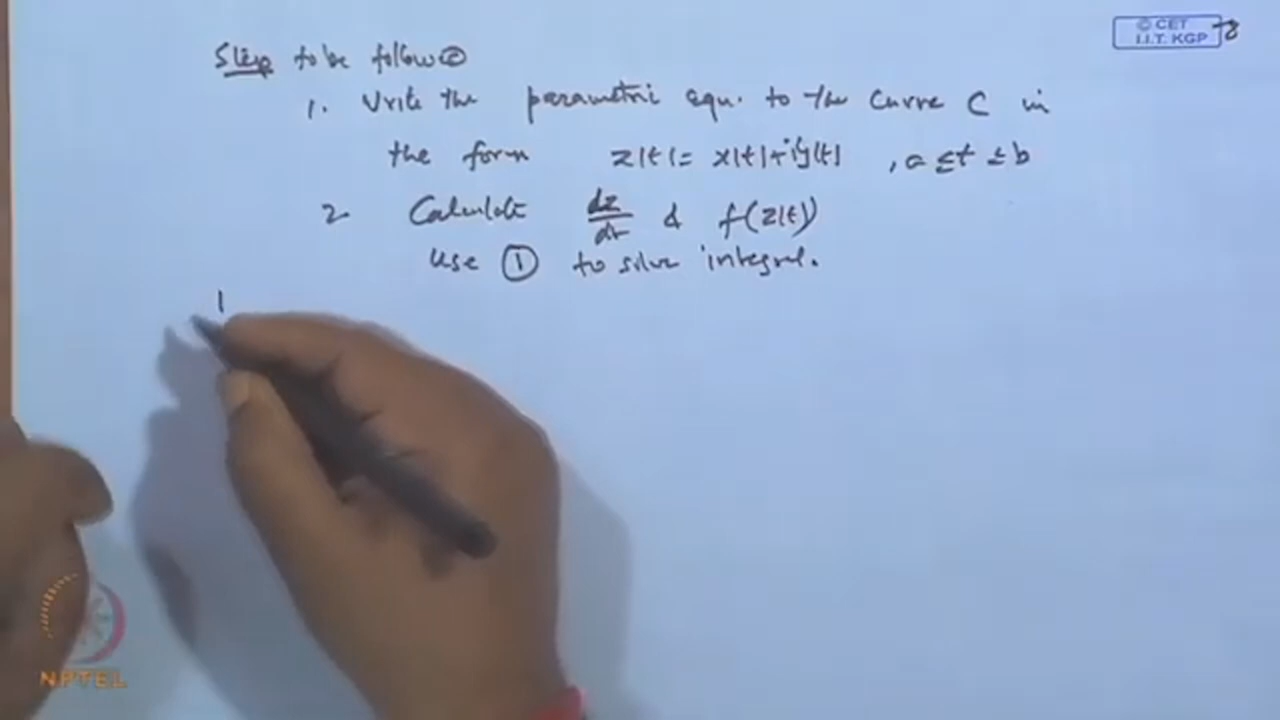 © CET
I.I.T. KGP
Step to be followed
1. Write the parametric equ. to the curve C in
the form z(t) = x(t)+iy(t) , a ≤ t ≤ b
2 Calculate dz/dt & f(z(t))
use ① to solve integral.
1
NPTEL